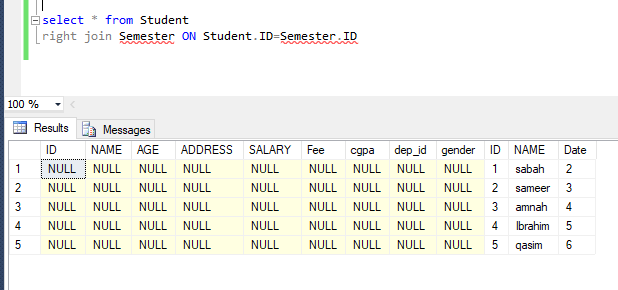 select * from Student
right join Semester ON Student.ID=Semester.ID
100 %
Results Messages
ID NAME AGE ADDRESS SALARY Fee cgpa dep_id gender ID NAME Date
1 NULL NULL NULL NULL NULL NULL NULL NULL NULL 1 sabah 2
2 NULL NULL NULL NULL NULL NULL NULL NULL NULL 2 sameer 3
3 NULL NULL NULL NULL NULL NULL NULL NULL NULL 3 amnah 4
4 NULL NULL NULL NULL NULL NULL NULL NULL NULL 4 Ibrahim 5
5 NULL NULL NULL NULL NULL NULL NULL NULL NULL 5 qasim 6